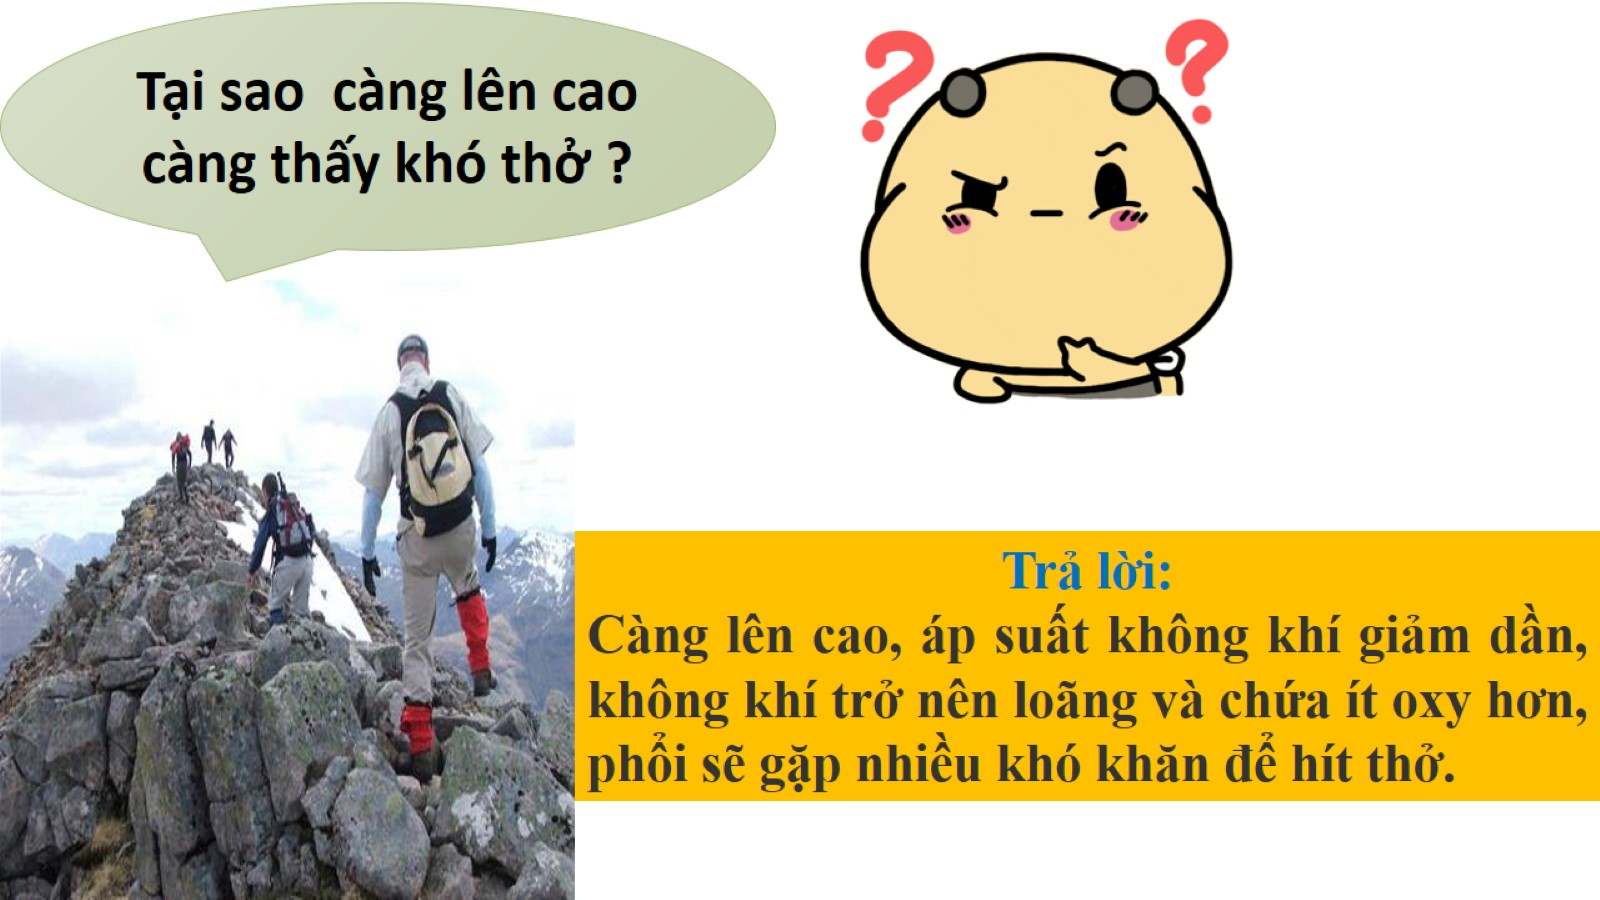 Tại sao càng lên cao
càng thấy khó thở ?
Trả lời:
Càng lên cao, áp suất không khí giảm dần,
không khí trở nên loãng và chứa ít oxy hơn,
phổi sẽ gặp nhiều khó khăn để hít thở.